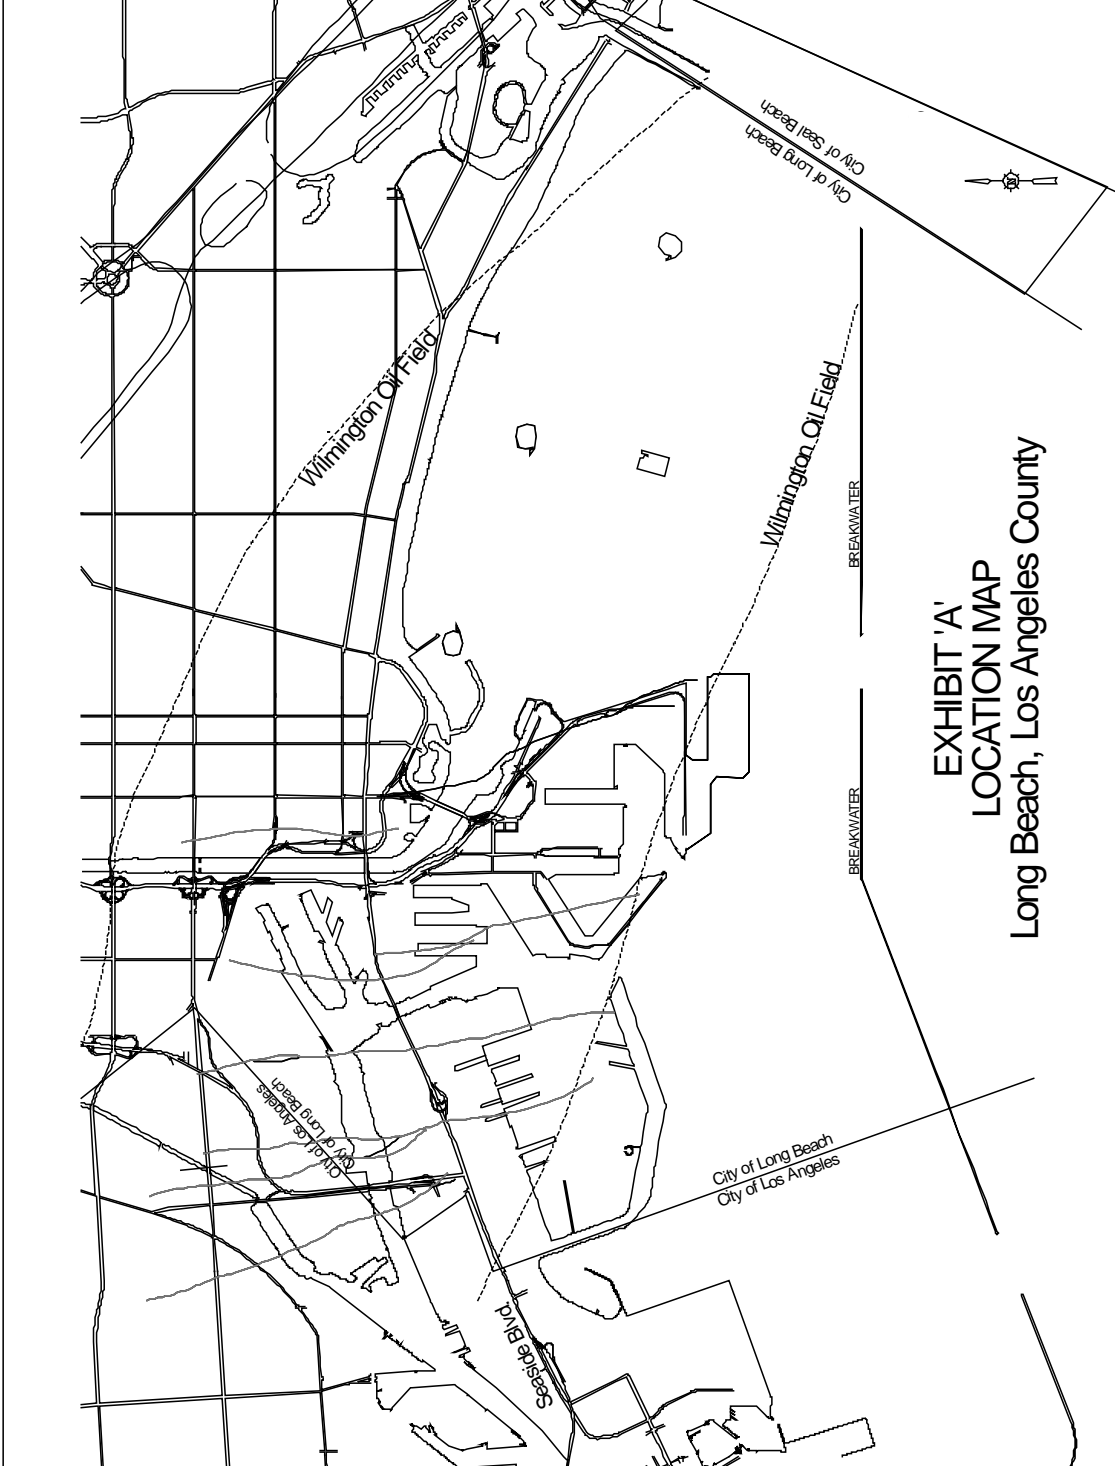 EXHIBIT 'A'
LOCATION MAP
Long Beach, Los Angeles County
City of Seal Beach
City of Long Beach
Wilmington Oil Field
Wilmington Oil Field
BREAKWATER
BREAKWATER
City of Los Angeles
City of Long Beach
City of Long Beach
City of Los Angeles
Seaside Blvd.
N